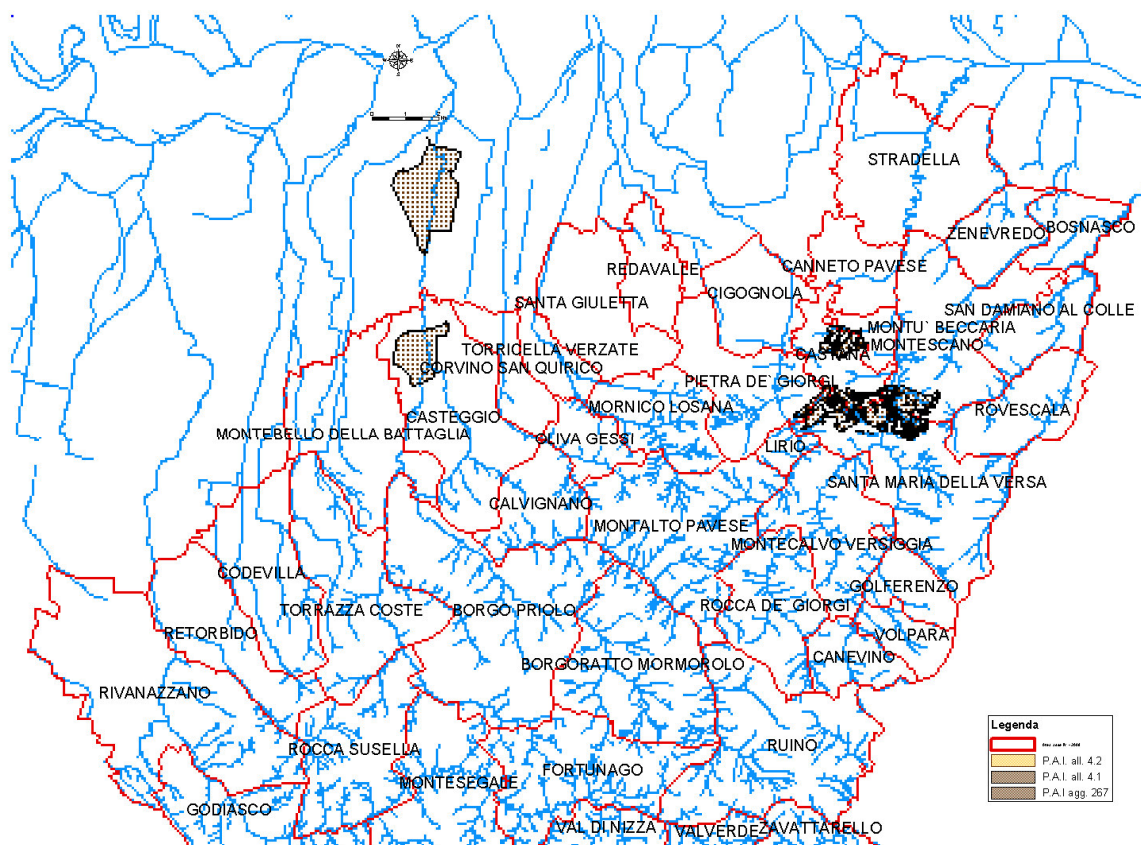 STRADELLA
ZENEVREDO
BOSNASCO
REDAVALLE
CANNETO PAVESE
CIGOGNOLA
SANTA GIULETTA
SAN DAMIANO AL COLLE
MONTU` BECCARIA
MONTESCANO
TORRICELLA VERZATE
CASTANA
CORVINO SAN QUIRICO
PIETRA DE` GIORGI
MORNICO LOSANA
ROVESCALA
CASTEGGIO
MONTEBELLO DELLA BATTAGLIA
OLIVA GESSI
LIRIO
SANTA MARIA DELLA VERSA
CALVIGNANO
MONTALTO PAVESE
MONTECALVO VERSIGGIA
CODEVILLA
GOLFERENZO
TORRAZZA COSTE
BORGO PRIOLO
ROCCA DE` GIORGI
RETORBIDO
VOLPARA
CANEVINO
BORGORATTO MORMOROLO
RIVANAZZANO
ROCCA SUSELLA
RUINO
FORTUNAGO
MONTESEGALE
GODIASCO
VAL DI NIZZA
VALVERDE
ZAVATTARELLO
Legenda
P.A.I. all. 4.2
P.A.I. all. 4.1
P.A.I agg. 267